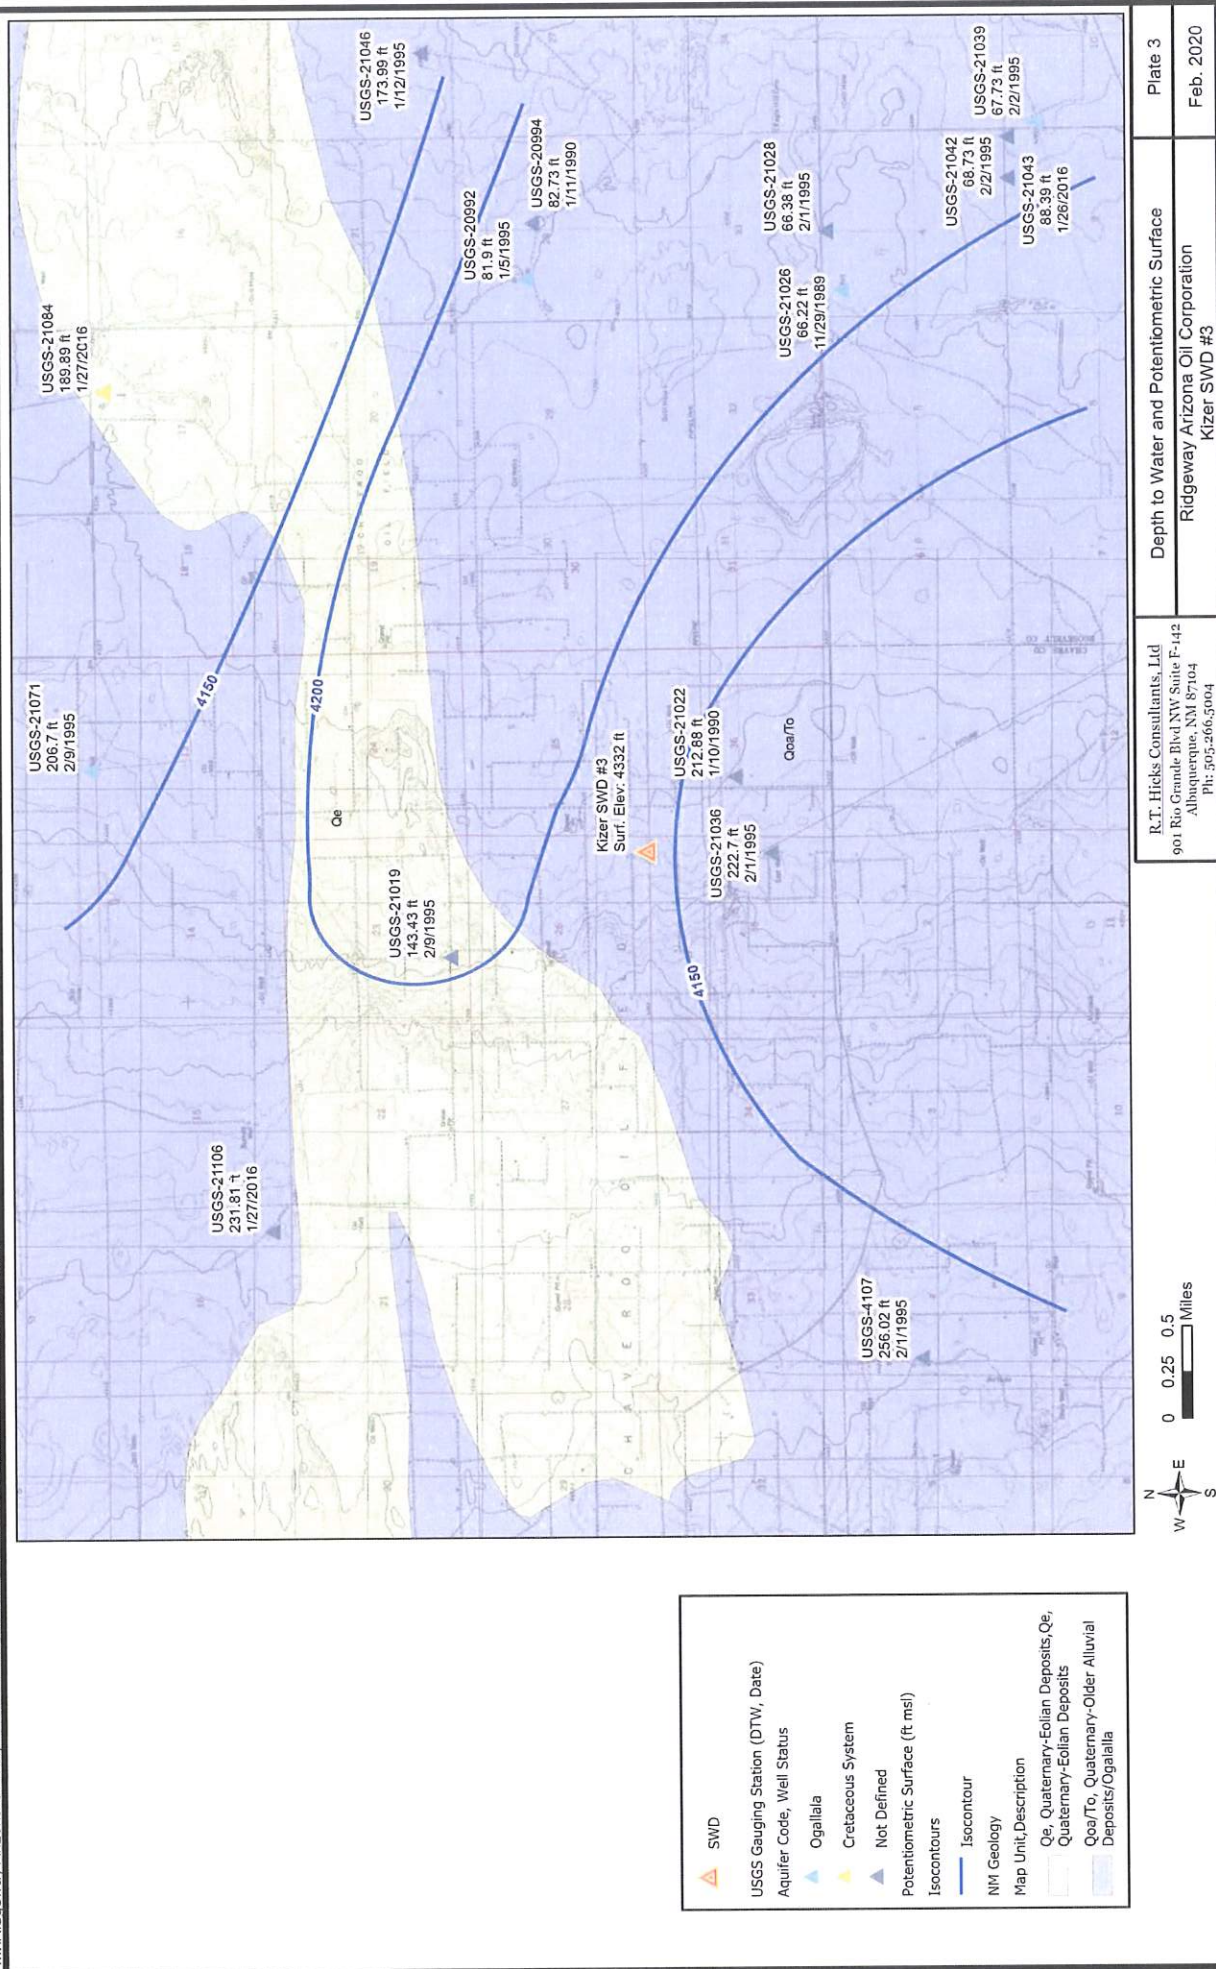 USGS-21084
189.89 ft
1/27/2016
USGS-21046
173.99 ft
1/12/1995
USGS-21071
206.7 ft
2/9/1995
USGS-20994
82.73 ft
1/11/1990
USGS-20992
81.9 ft
1/5/1995
4150
4200
Qe
USGS-21019
143.43 ft
2/9/1995
USGS-21106
231.81 ft
1/27/2016
USGS-21028
66.38 ft
2/1/1995
USGS-21026
66.22 ft
11/29/1989
USGS-21039
67.73 ft
2/2/1995
USGS-21042
68.73 ft
2/2/1995
USGS-21043
88.39 ft
1/26/2016
Kizer SWD #3
Surf. Elev: 4332 ft
USGS-21022
212.88 ft
1/10/1990
Qoa/To
USGS-21036
222.7 ft
2/1/1995
4150
USGS-4107
256.02 ft
2/1/1995
OIL FIELD
CHAVEROO OIL FIELD
ROOSEVELT CO
CHAVES CO
SWD
USGS Gauging Station (DTW, Date)
Aquifer Code, Well Status
Ogallala
Cretaceous System
Not Defined
Potentiometric Surface (ft msl)
Isocontours
Isocontour
NM Geology
Map Unit,Description
Qe, Quaternary-Eolian Deposits,Qe,
Quaternary-Eolian Deposits
Qoa/To, Quaternary-Older Alluvial
Deposits/Ogalalla
N
W E
S
0 0.25 0.5
Miles
R.T. Hicks Consultants, Ltd
901 Rio Grande Blvd NW Suite F-142
Albuquerque, NM 87104
Ph: 505.266.5004
Depth to Water and Potentiometric Surface
Ridgeway Arizona Oil Corporation
Kizer SWD #3
Plate 3
Feb. 2020